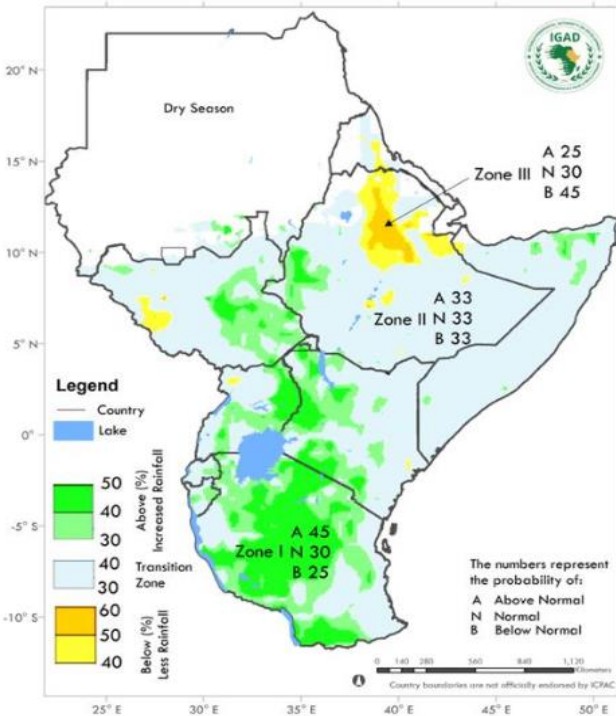 IGAD
20° N
15° N
10° N
5° N
0°
-5° S
-10° S
25° E
30° E
35° E
40° E
45° E
50° E
Dry Season
Zone III
A 25
N 30
B 45
Zone II
A 33
N 33
B 33
Zone I
A 45
N 30
B 25
Legend
Country
Lake
50
40
30
Above (%)
Increased Rainfall
40
30
Transition
Zone
60
50
40
Below (%)
Less Rainfall
The numbers represent
the probability of:
A Above Normal
N Normal
B Below Normal
0 140 280 560 840 1,120
Kilometers
Country boundaries are not officially endorsed by ICPAC